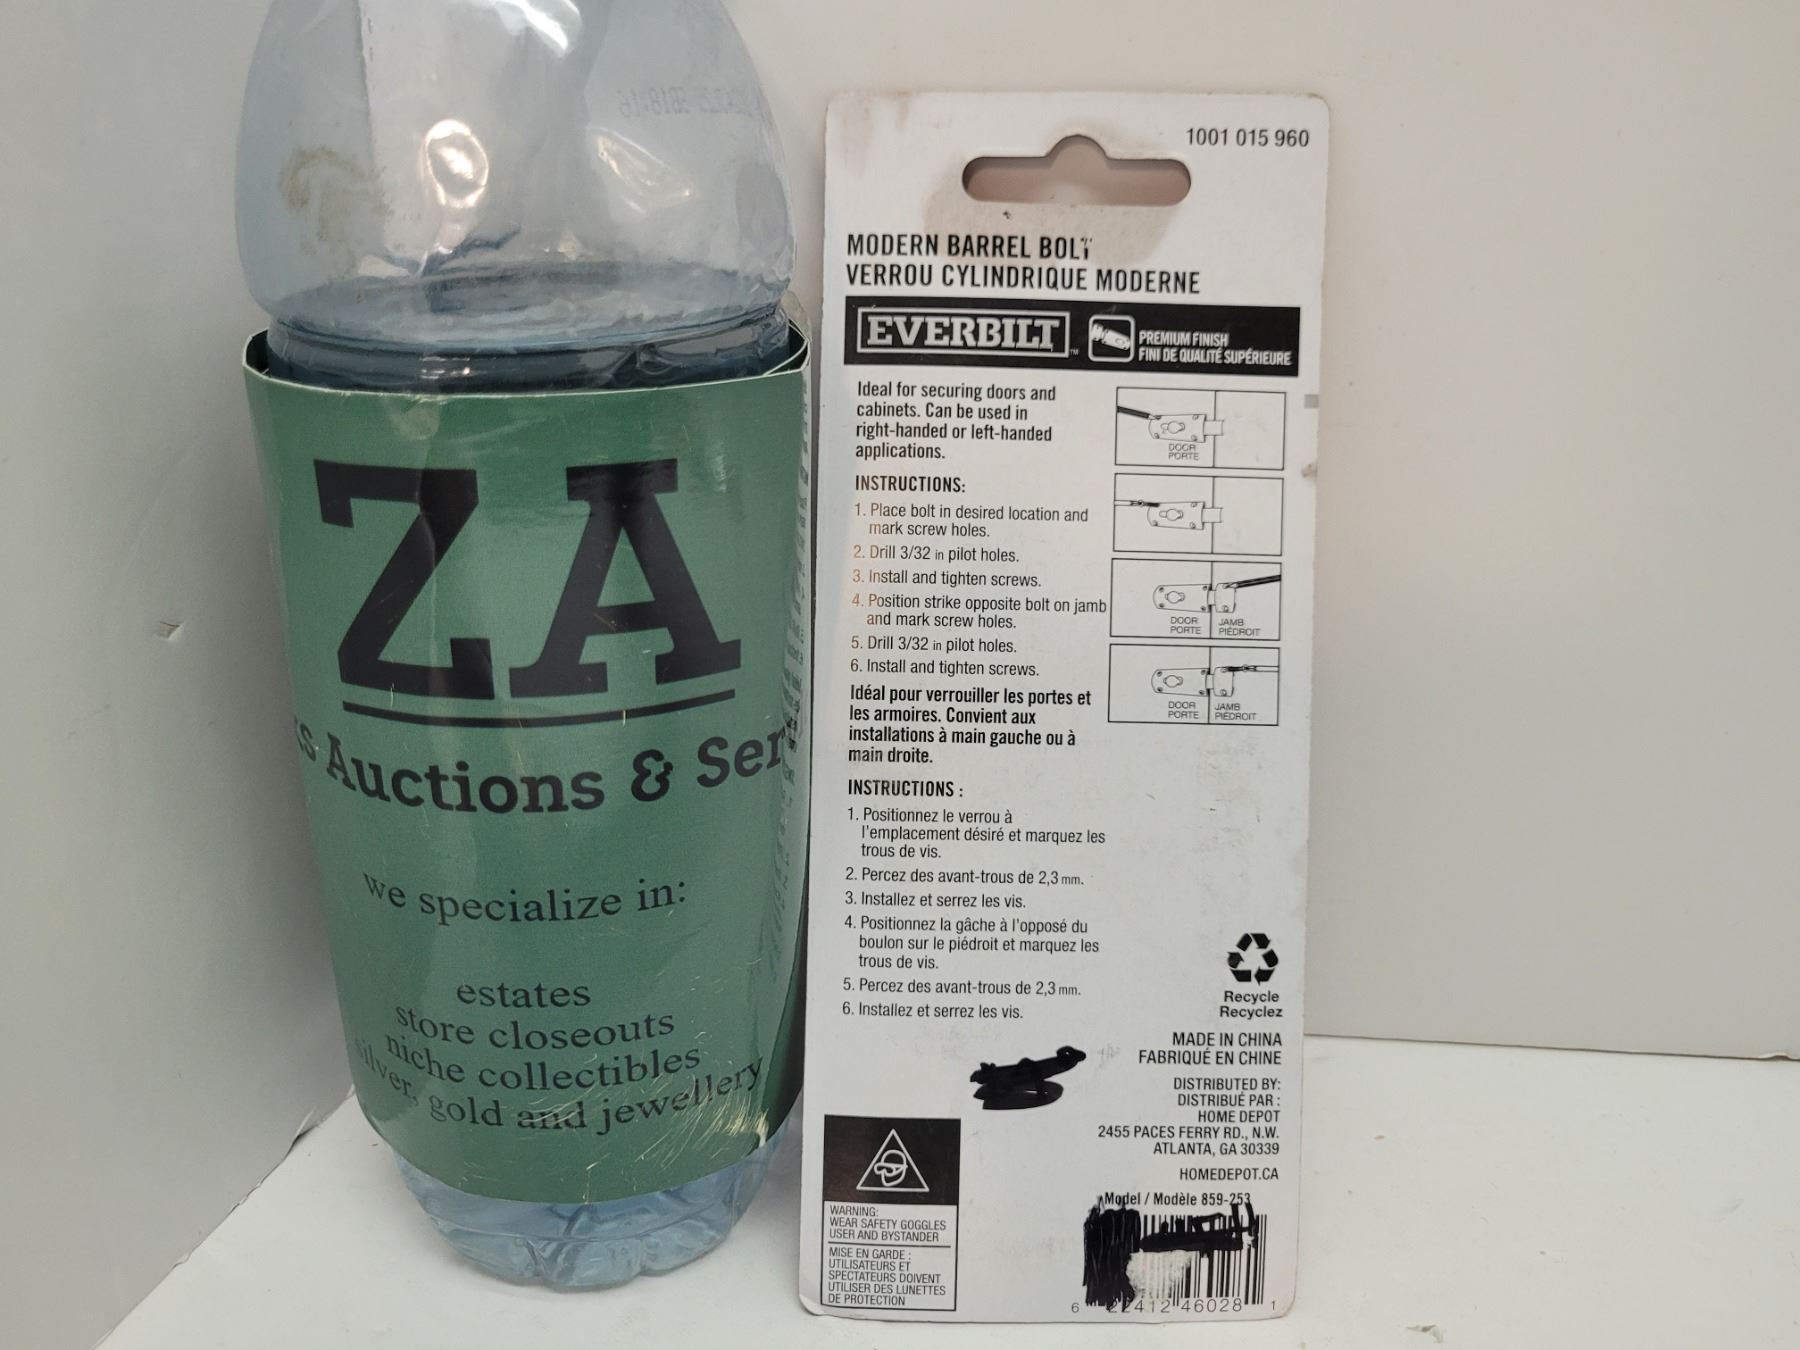 ZA
Auctions & Ser
we specialize in:
estates
store closeouts
niche collectibles
silver, gold and jewellery
1001 015 960
MODERN BARREL BOLT
VERROU CYLINDRIQUE MODERNE
EVERBILT™
PREMIUM FINISH
FINI DE QUALITÉ SUPÉRIEURE
Ideal for securing doors and
cabinets. Can be used in
right-handed or left-handed
applications.
INSTRUCTIONS:
1. Place bolt in desired location and
mark screw holes.
2. Drill 3/32 in pilot holes.
3. Install and tighten screws.
4. Position strike opposite bolt on jamb
and mark screw holes.
5. Drill 3/32 in pilot holes.
6. Install and tighten screws.
DOOR
PORTE
DOOR
PORTE
JAMB
PIÉDROIT
DOOR
PORTE
JAMB
PIÉDROIT
Idéal pour verrouiller les portes et
les armoires. Convient aux
installations à main gauche ou à
main droite.
INSTRUCTIONS :
1. Positionnez le verrou à
l'emplacement désiré et marquez les
trous de vis.
2. Percez des avant-trous de 2,3 mm.
3. Installez et serrez les vis.
4. Positionnez la gâche à l'opposé du
boulon sur le piédroit et marquez les
trous de vis.
5. Percez des avant-trous de 2,3 mm.
6. Installez et serrez les vis.
Recycle
Recyclez
MADE IN CHINA
FABRIQUÉ EN CHINE
DISTRIBUTED BY:
DISTRIBUÉ PAR :
HOME DEPOT
2455 PACES FERRY RD., N.W.
ATLANTA, GA 30339
HOMEDEPOT.CA
Model / Modèle 859-253
6 22412 46028 1
WARNING:
WEAR SAFETY GOGGLES
USER AND BYSTANDER
MISE EN GARDE :
UTILISATEURS ET
SPECTATEURS DOIVENT
UTILISER DES LUNETTES
DE PROTECTION